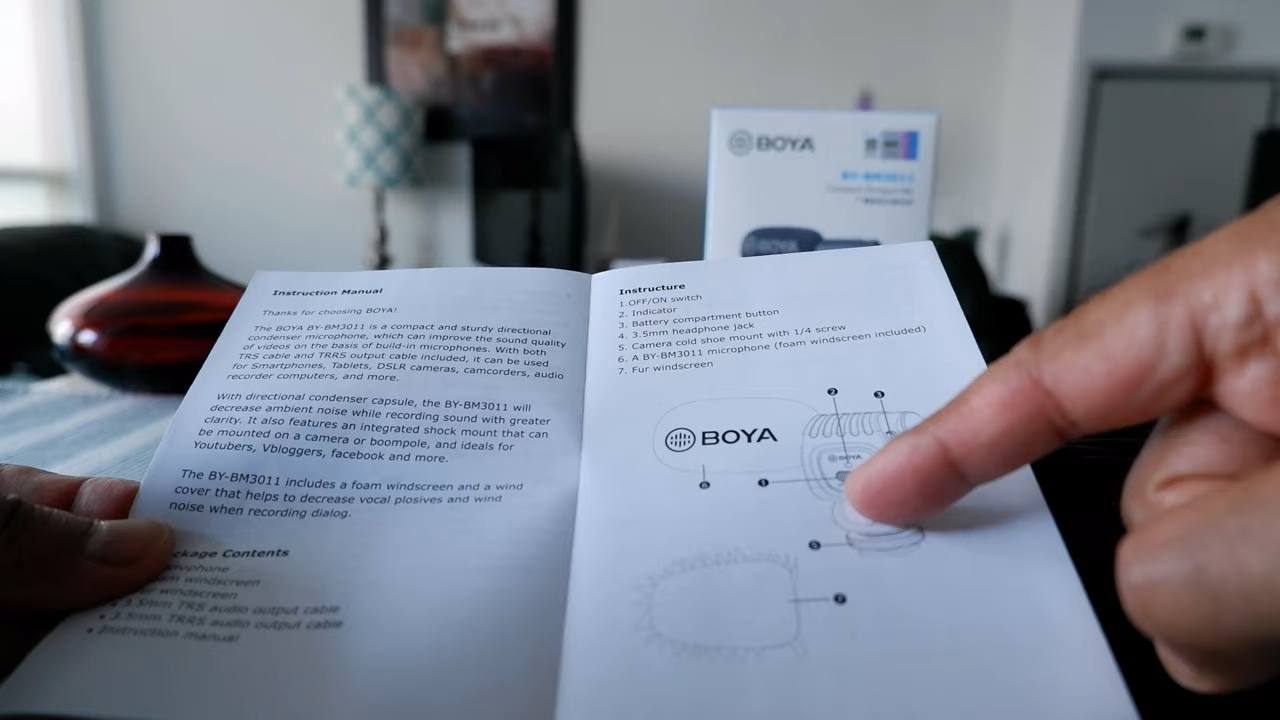 BOYA
BY-BM3011
Instruction Manual
Thanks for choosing BOYA!
The BOYA BY-BM3011 is a compact and sturdy directional
condenser microphone, which can improve the sound quality
of videos on the basis of build-in microphones. With both
TRS cable and TRRS output cable included, it can be used
for Smartphones, Tablets, DSLR cameras, camcorders, audio
recorder computers, and more.
With directional condenser capsule, the BY-BM3011 will
decrease ambient noise while recording sound with greater
clarity. It also features an integrated shock mount that can
be mounted on a camera or boompole, and ideals for
Youtubers, Vbloggers, facebook and more.
The BY-BM3011 includes a foam windscreen and a wind
cover that helps to decrease vocal plosives and wind
noise when recording dialog.
ckage Contents
rophone
am windscreen
r windscreen
3.5mm TRS audio output cable
• 3.5mm TRRS audio output cable
• Instruction manual
Instructure
1.OFF/ON switch
2. Indicator
3. Battery compartment button
4. 3.5mm headphone jack
5. Camera cold shoe mount with 1/4 screw
6. A BY-BM3011 microphone (foam windscreen included)
7. Fur windscreen
2 3
BOYA
BOYA
6 1
5
7